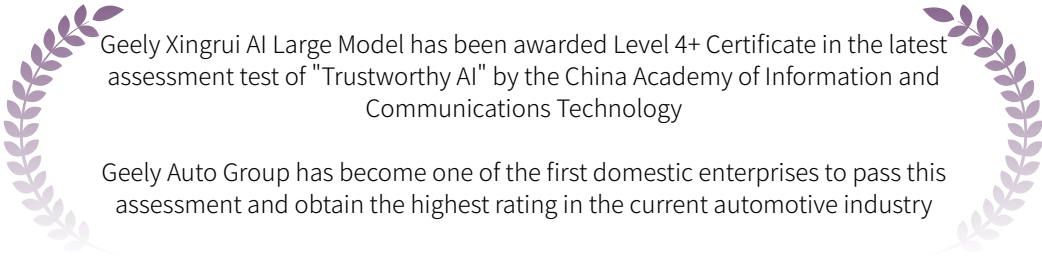 Geely Xingrui AI Large Model has been awarded Level 4+ Certificate in the latest
assessment test of "Trustworthy AI" by the China Academy of Information and
Communications Technology
Geely Auto Group has become one of the first domestic enterprises to pass this
assessment and obtain the highest rating in the current automotive industry